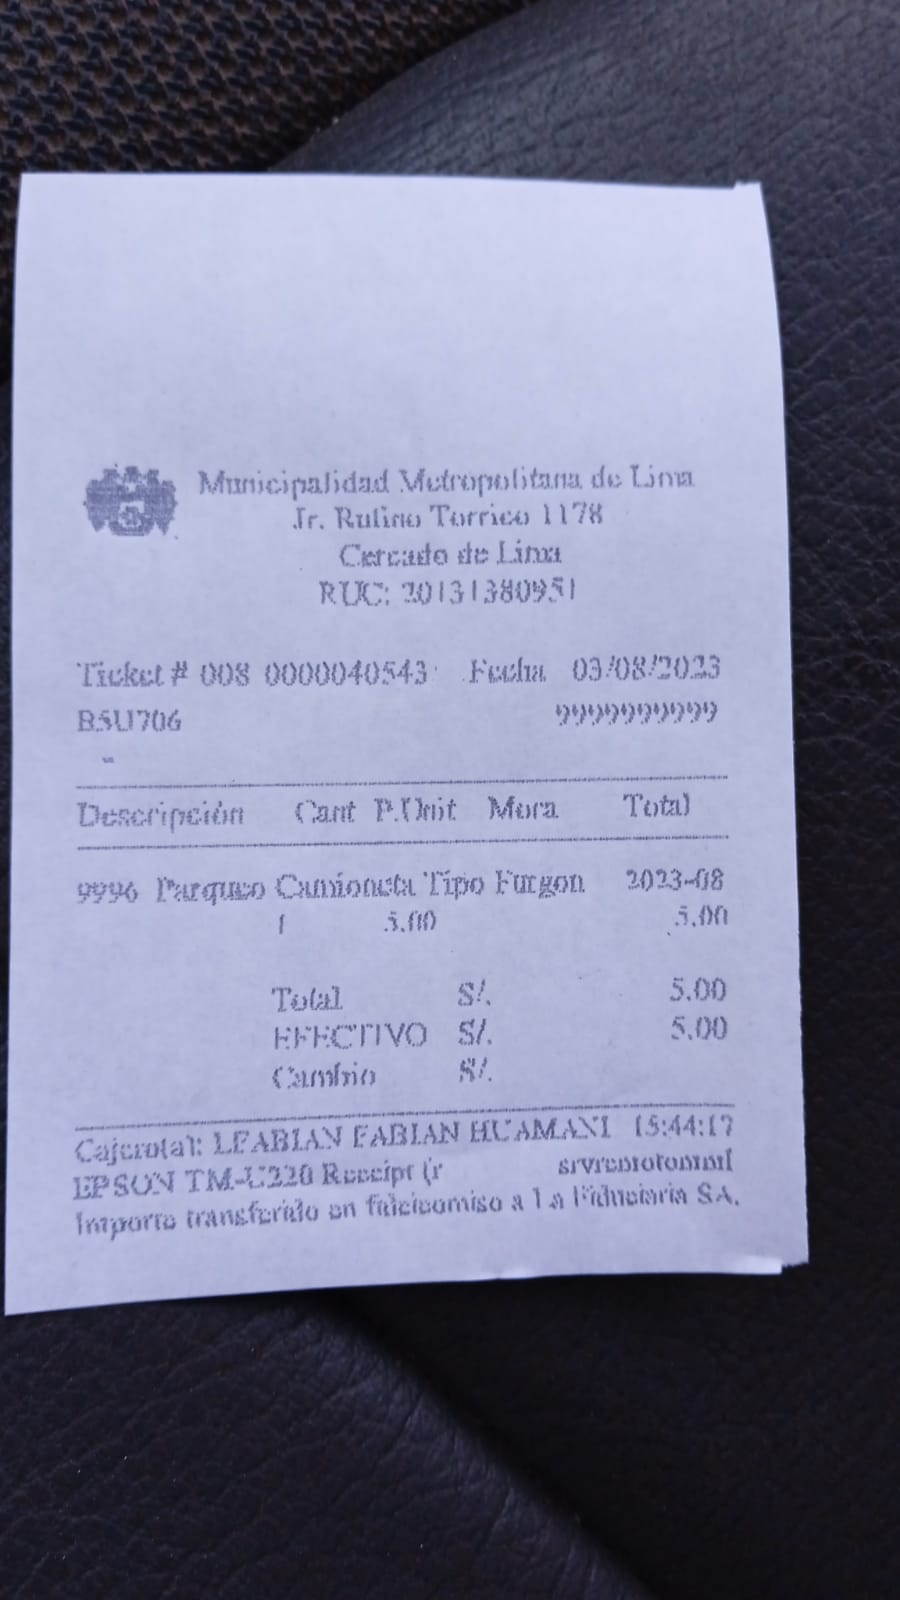 Municipalidad Metropolitana de Lima
Jr. Rufino Torrico 1178
Cercado de Lima
RUC: 20131380951
Ticket # 008 0000040543 Fecha 03/08/2023
B5U706 9999999999
-
Descripción Cant P.Unit Mora Total
9996 Parqueo Camioneta Tipo Furgon 2023-08
1 5.00 5.00
Total S/. 5.00
EFECTIVO S/. 5.00
Cambio S/.
Cajero(a): LFABIAN FABIAN HUAMANI 15:44:17
EPSON TM-U220 Receipt (r
Importe transferido en fideicomiso a La Fiduciaria SA.